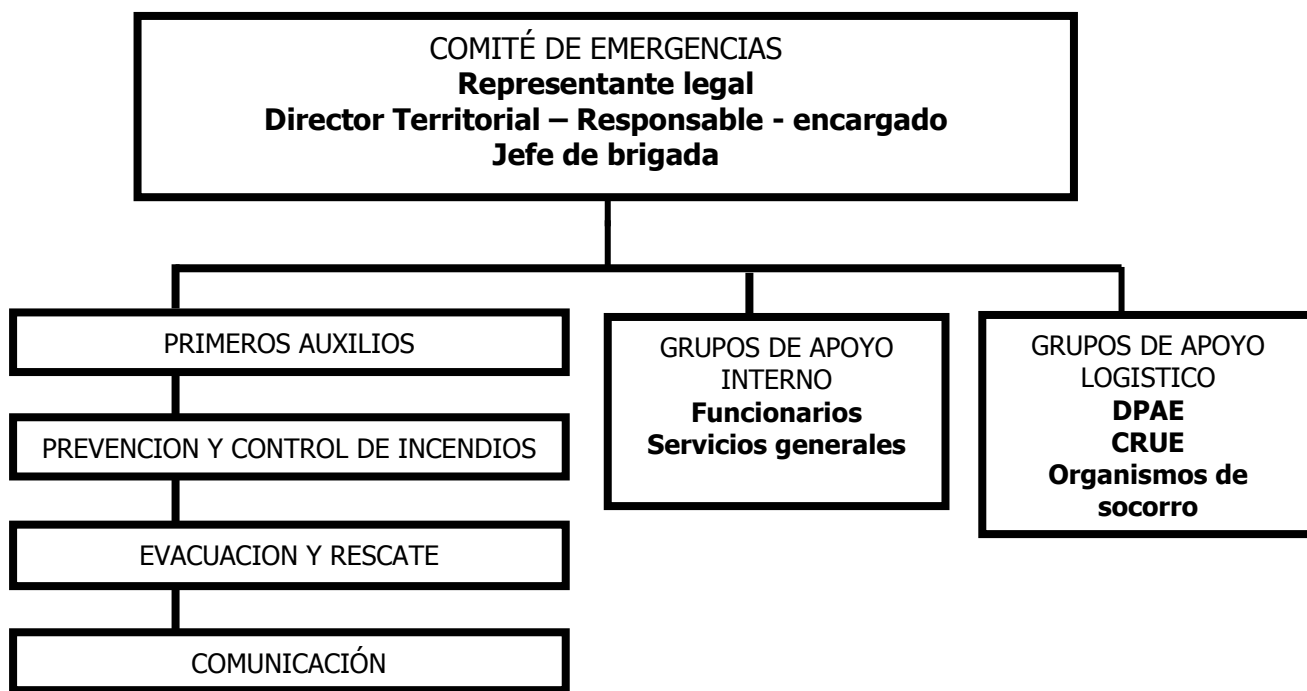 COMITÉ DE EMERGENCIAS
Representante legal
Director Territorial – Responsable - encargado
Jefe de brigada
PRIMEROS AUXILIOS
PREVENCION Y CONTROL DE INCENDIOS
EVACUACION Y RESCATE
COMUNICACIÓN
GRUPOS DE APOYO
INTERNO
Funcionarios
Servicios generales
GRUPOS DE APOYO
LOGISTICO
DPAE
CRUE
Organismos de
socorro